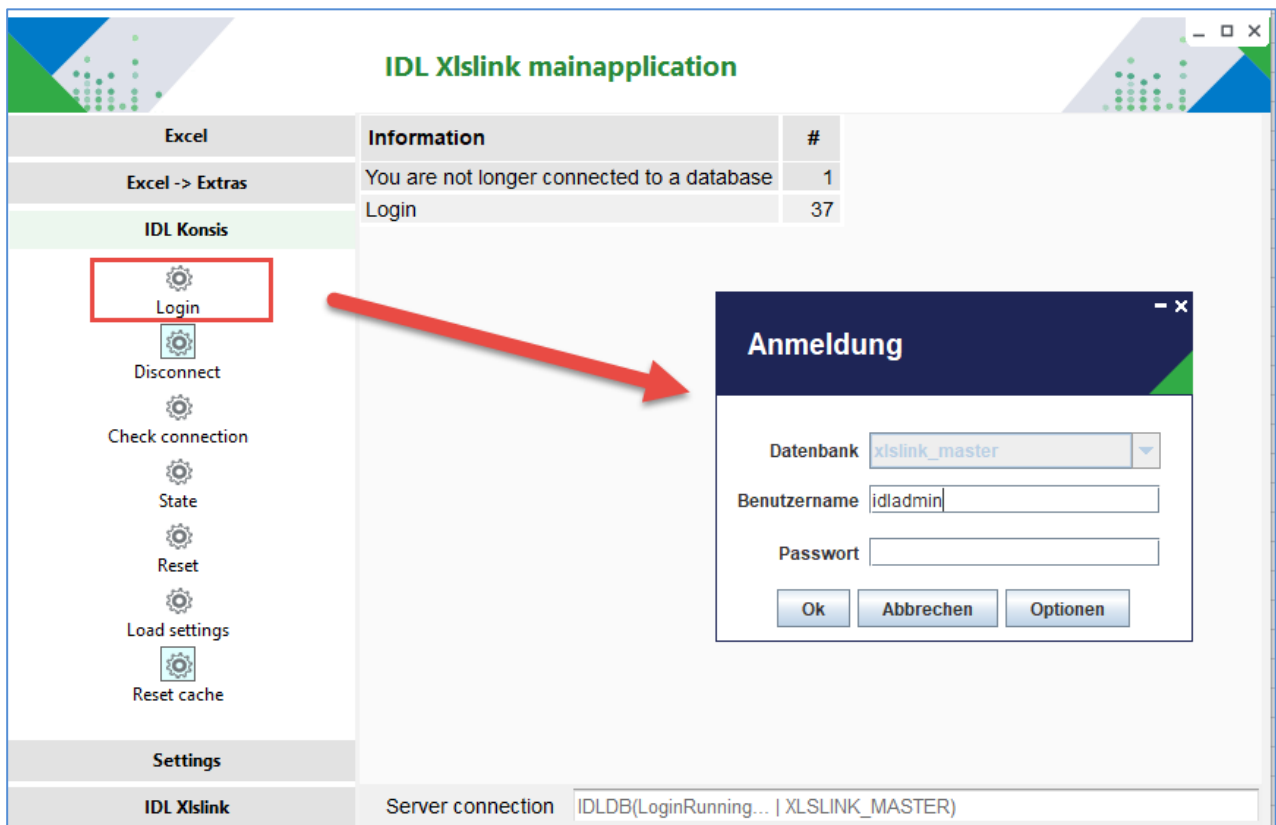 IDL Xlslink mainapplication
Excel
Excel -> Extras
IDL Konsis
Login
Disconnect
Check connection
State
Reset
Load settings
Reset cache
Settings
IDL Xlslink
Information #
You are not longer connected to a database 1
Login 37
Anmeldung
Datenbank xlslink_master
Benutzername idladmin
Passwort
Ok Abbrechen Optionen
Server connection IDLDB(LoginRunning... | XLSLINK_MASTER)